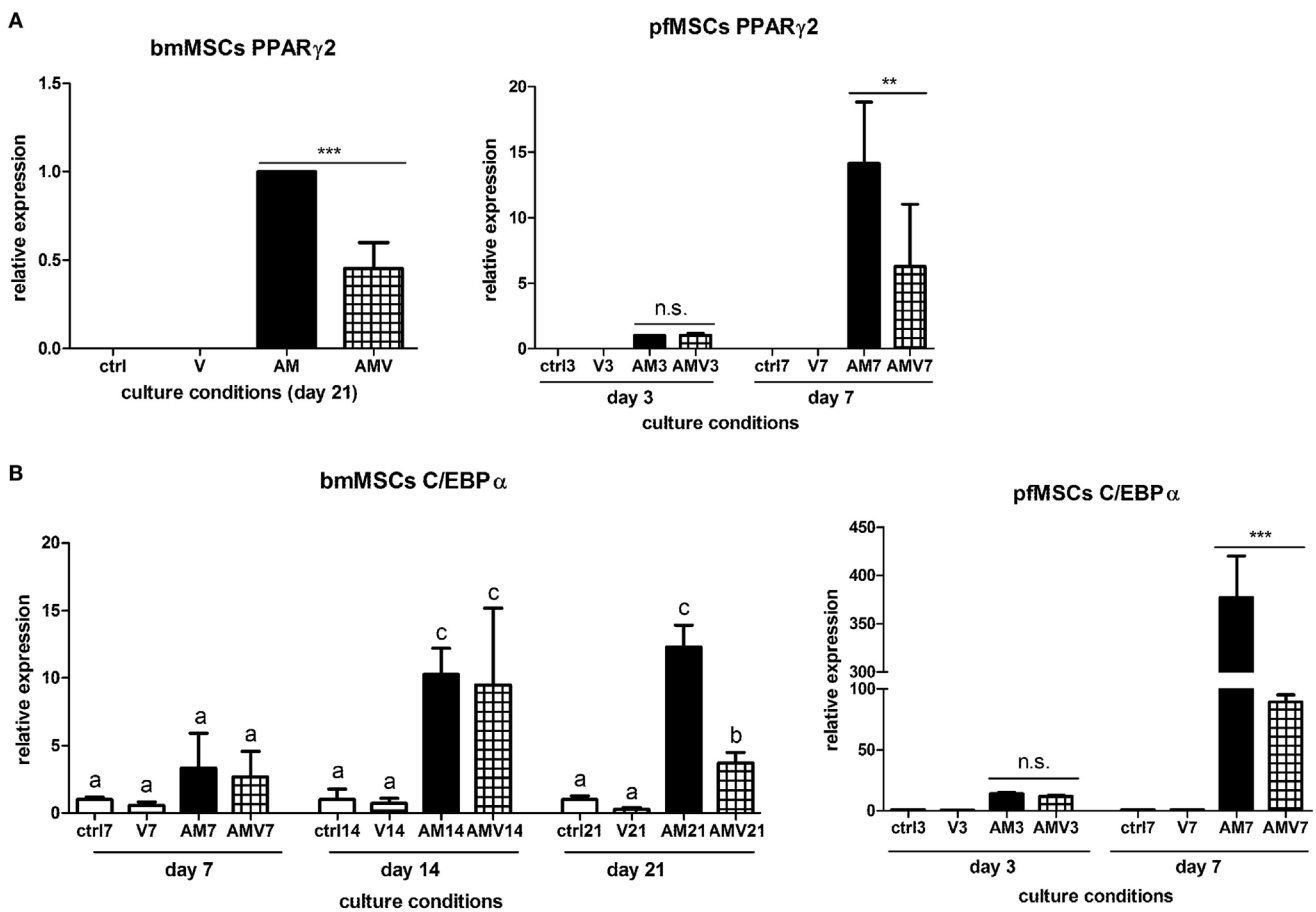 A
bmMSCs PPARγ2
relative expression
1.5
1.0
0.5
0.0
***
ctrl V AM AMV
culture conditions (day 21)
pfMSCs PPARγ2
relative expression
20
15
10
5
0
n.s.
**
ctrl3 V3 AM3 AMV3 ctrl7 V7 AM7 AMV7
day 3 day 7
culture conditions
B
bmMSCs C/EBPα
relative expression
20
15
10
5
0
a a a a a a c c a a c b
ctrl7 V7 AM7 AMV7 ctrl14 V14 AM14 AMV14 ctrl21 V21 AM21 AMV21
day 7 day 14 day 21
culture conditions
pfMSCs C/EBPα
relative expression
450
400
350
300
100
50
0
n.s.
***
ctrl3 V3 AM3 AMV3 ctrl7 V7 AM7 AMV7
day 3 day 7
culture conditions